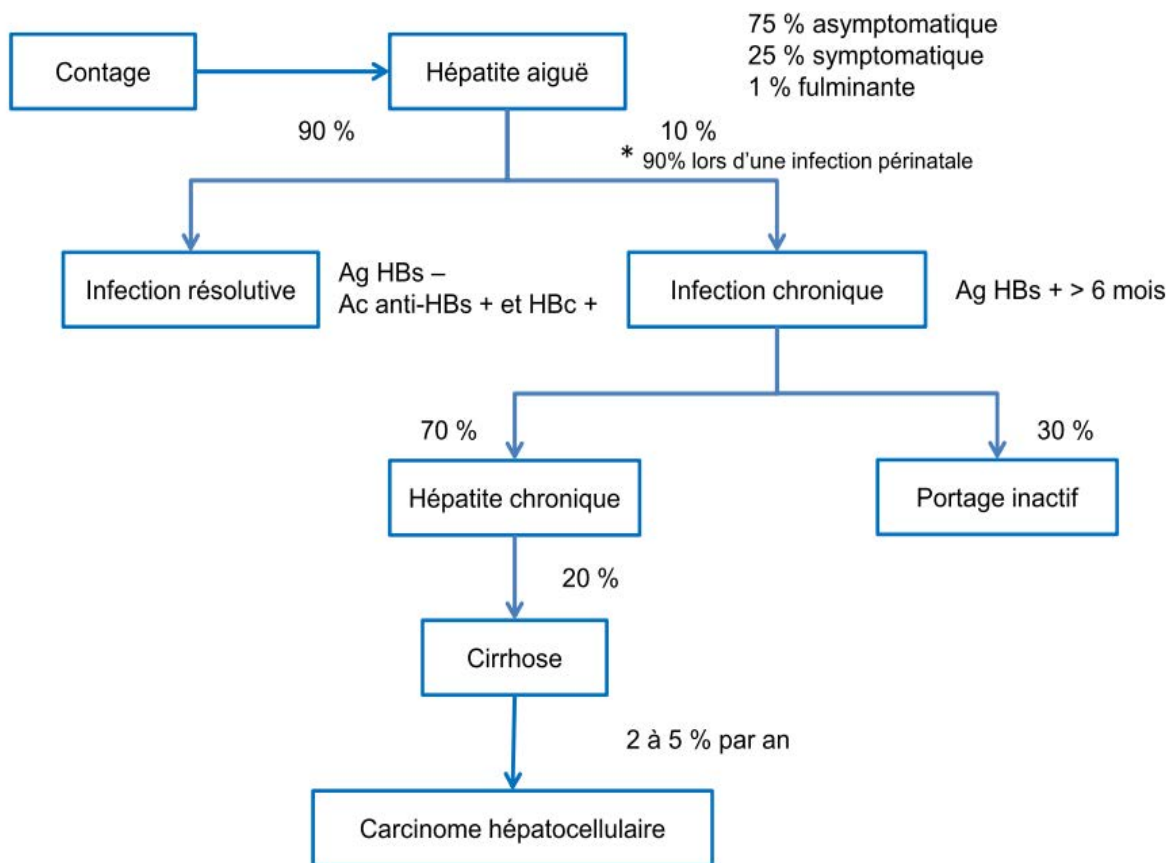 75 % asymptomatique
25 % symptomatique
1 % fulminante
Contage
Hépatite aiguë
90 %
10 %
* 90% lors d’une infection périnatale
Infection résolutive
Ag HBs –
Ac anti-HBs + et HBc +
Infection chronique
Ag HBs + > 6 mois
70 %
30 %
Hépatite chronique
Portage inactif
20 %
Cirrhose
2 à 5 % par an
Carcinome hépatocellulaire